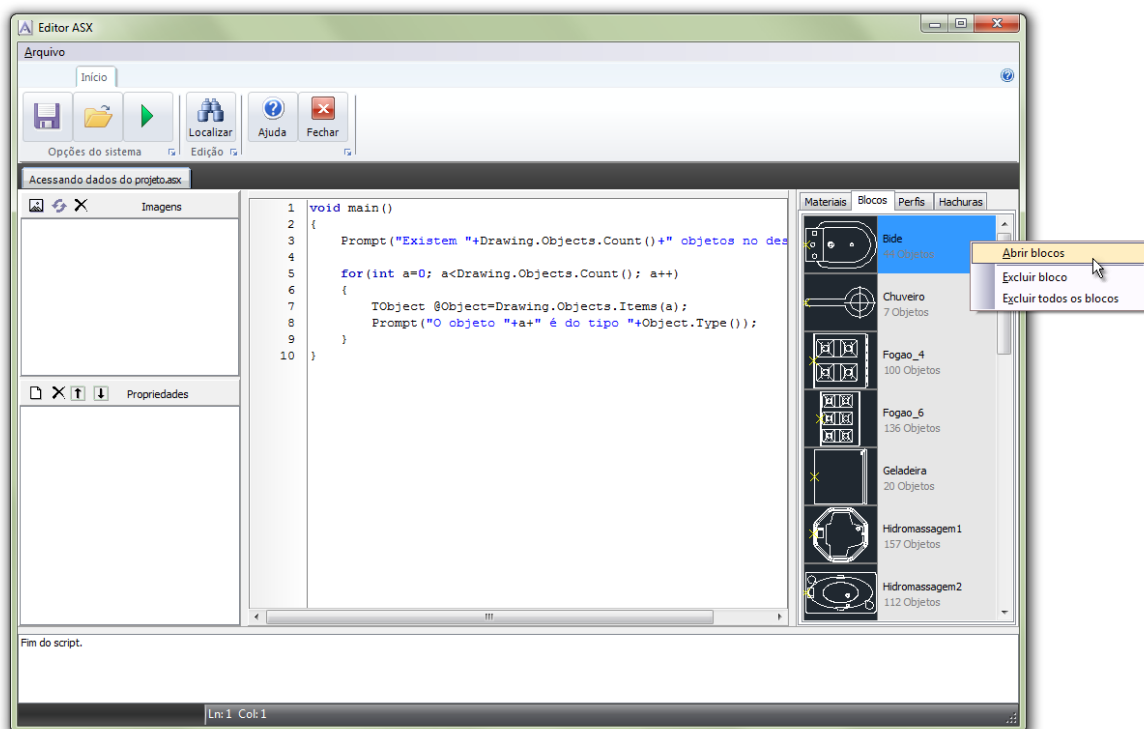 Editor ASX
Arquivo
Início
Localizar
Ajuda
Fechar
Opções do sistema
Edição
Acessando dados do projeto.asx
Imagens
Propriedades
1 void main()
2 {
3 Prompt("Existem "+Drawing.Objects.Count()+" objetos no des
4
5 for(int a=0; a<Drawing.Objects.Count(); a++)
6 {
7 TObject @Object=Drawing.Objects.Items(a);
8 Prompt("O objeto "+a+" é do tipo "+Object.Type());
9 }
10 }
Materiais Blocos Perfis Hachuras
Bide
44 Objetos
Chuveiro
7 Objetos
Fogao_4
100 Objetos
Fogao_6
136 Objetos
Geladeira
20 Objetos
Hidromassagem1
157 Objetos
Hidromassagem2
112 Objetos
Abrir blocos
Excluir bloco
Excluir todos os blocos
Fim do script.
Ln:1 Col:1